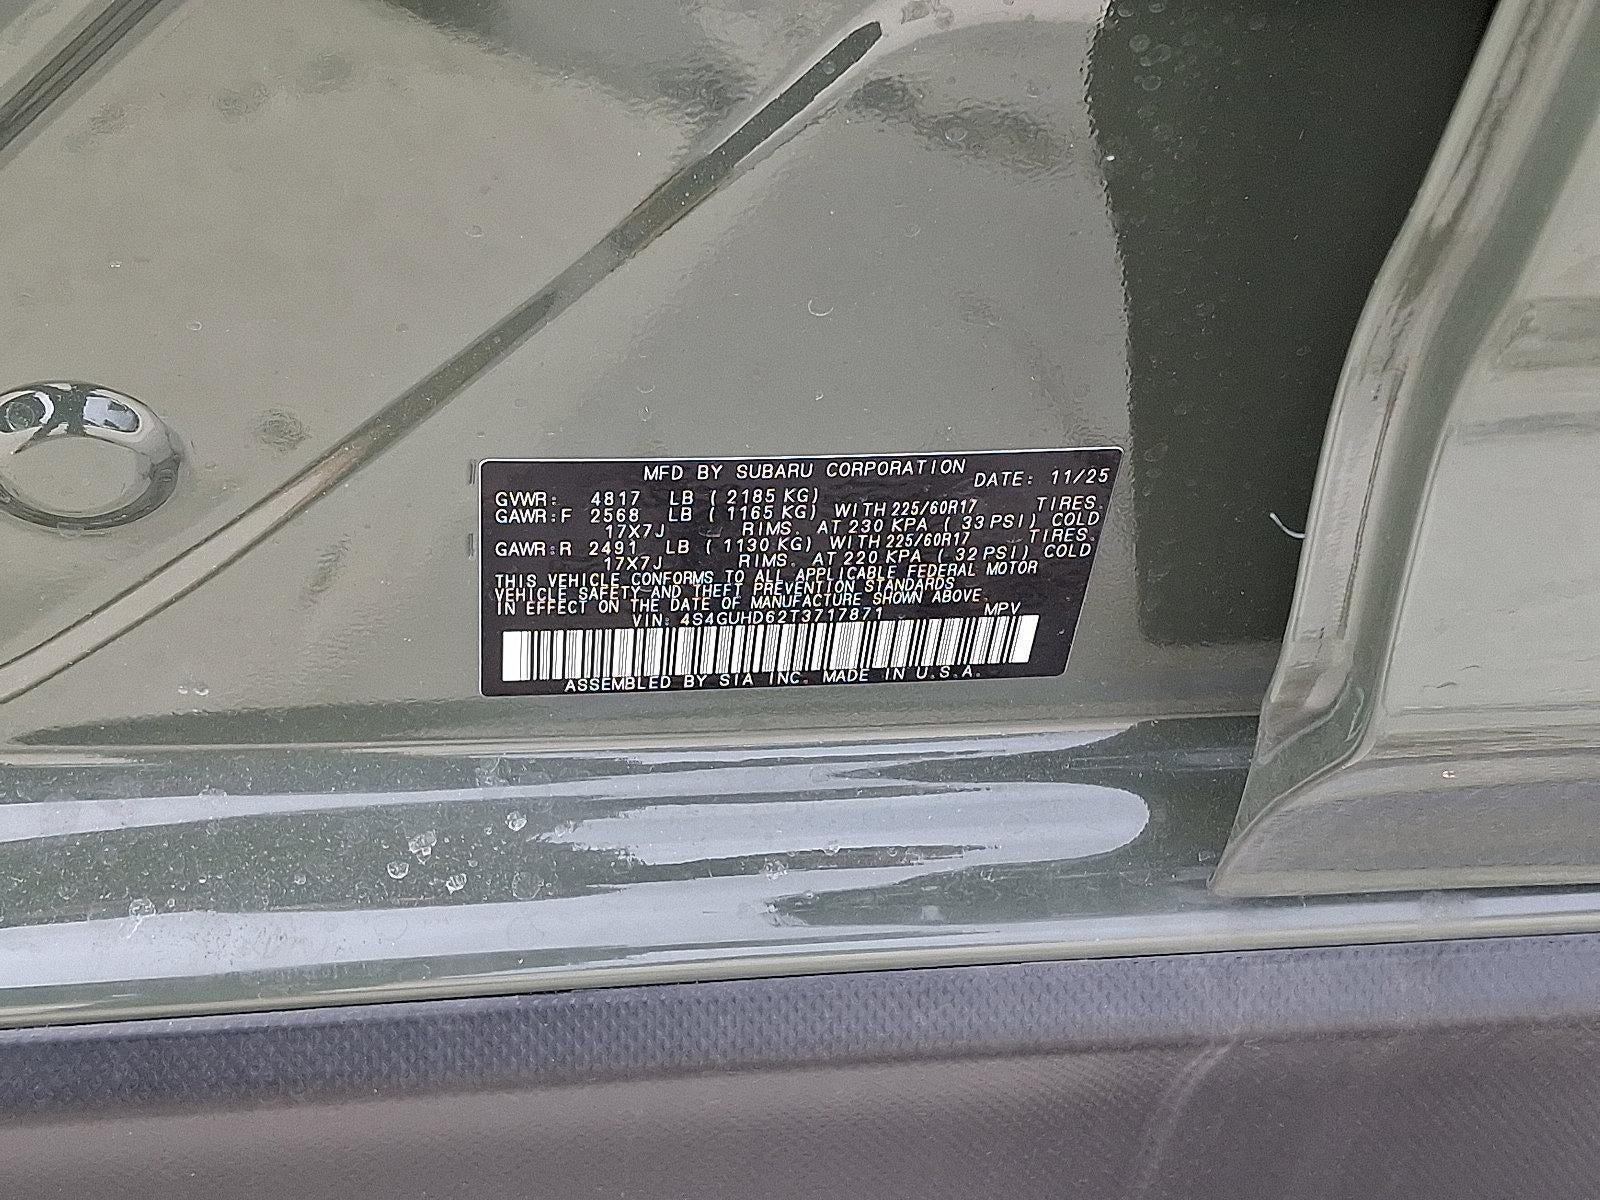 MFD BY SUBARU CORPORATION DATE: 11/25
GVWR: 4817 LB ( 2185 KG)
GAWR:F 2568 LB ( 1165 KG) WITH 225/60R17 TIRES.
17X7J RIMS. AT 230 KPA ( 33 PSI) COLD
GAWR:R 2491 LB ( 1130 KG) WITH 225/60R17 TIRES.
17X7J RIMS. AT 220 KPA ( 32 PSI) COLD
THIS VEHICLE CONFORMS TO ALL APPLICABLE FEDERAL MOTOR
VEHICLE SAFETY AND THEFT PREVENTION STANDARDS
IN EFFECT ON THE DATE OF MANUFACTURE SHOWN ABOVE.
VIN: 4S4GUHD62T3717871 MPV
ASSEMBLED BY SIA INC. MADE IN U.S.A.